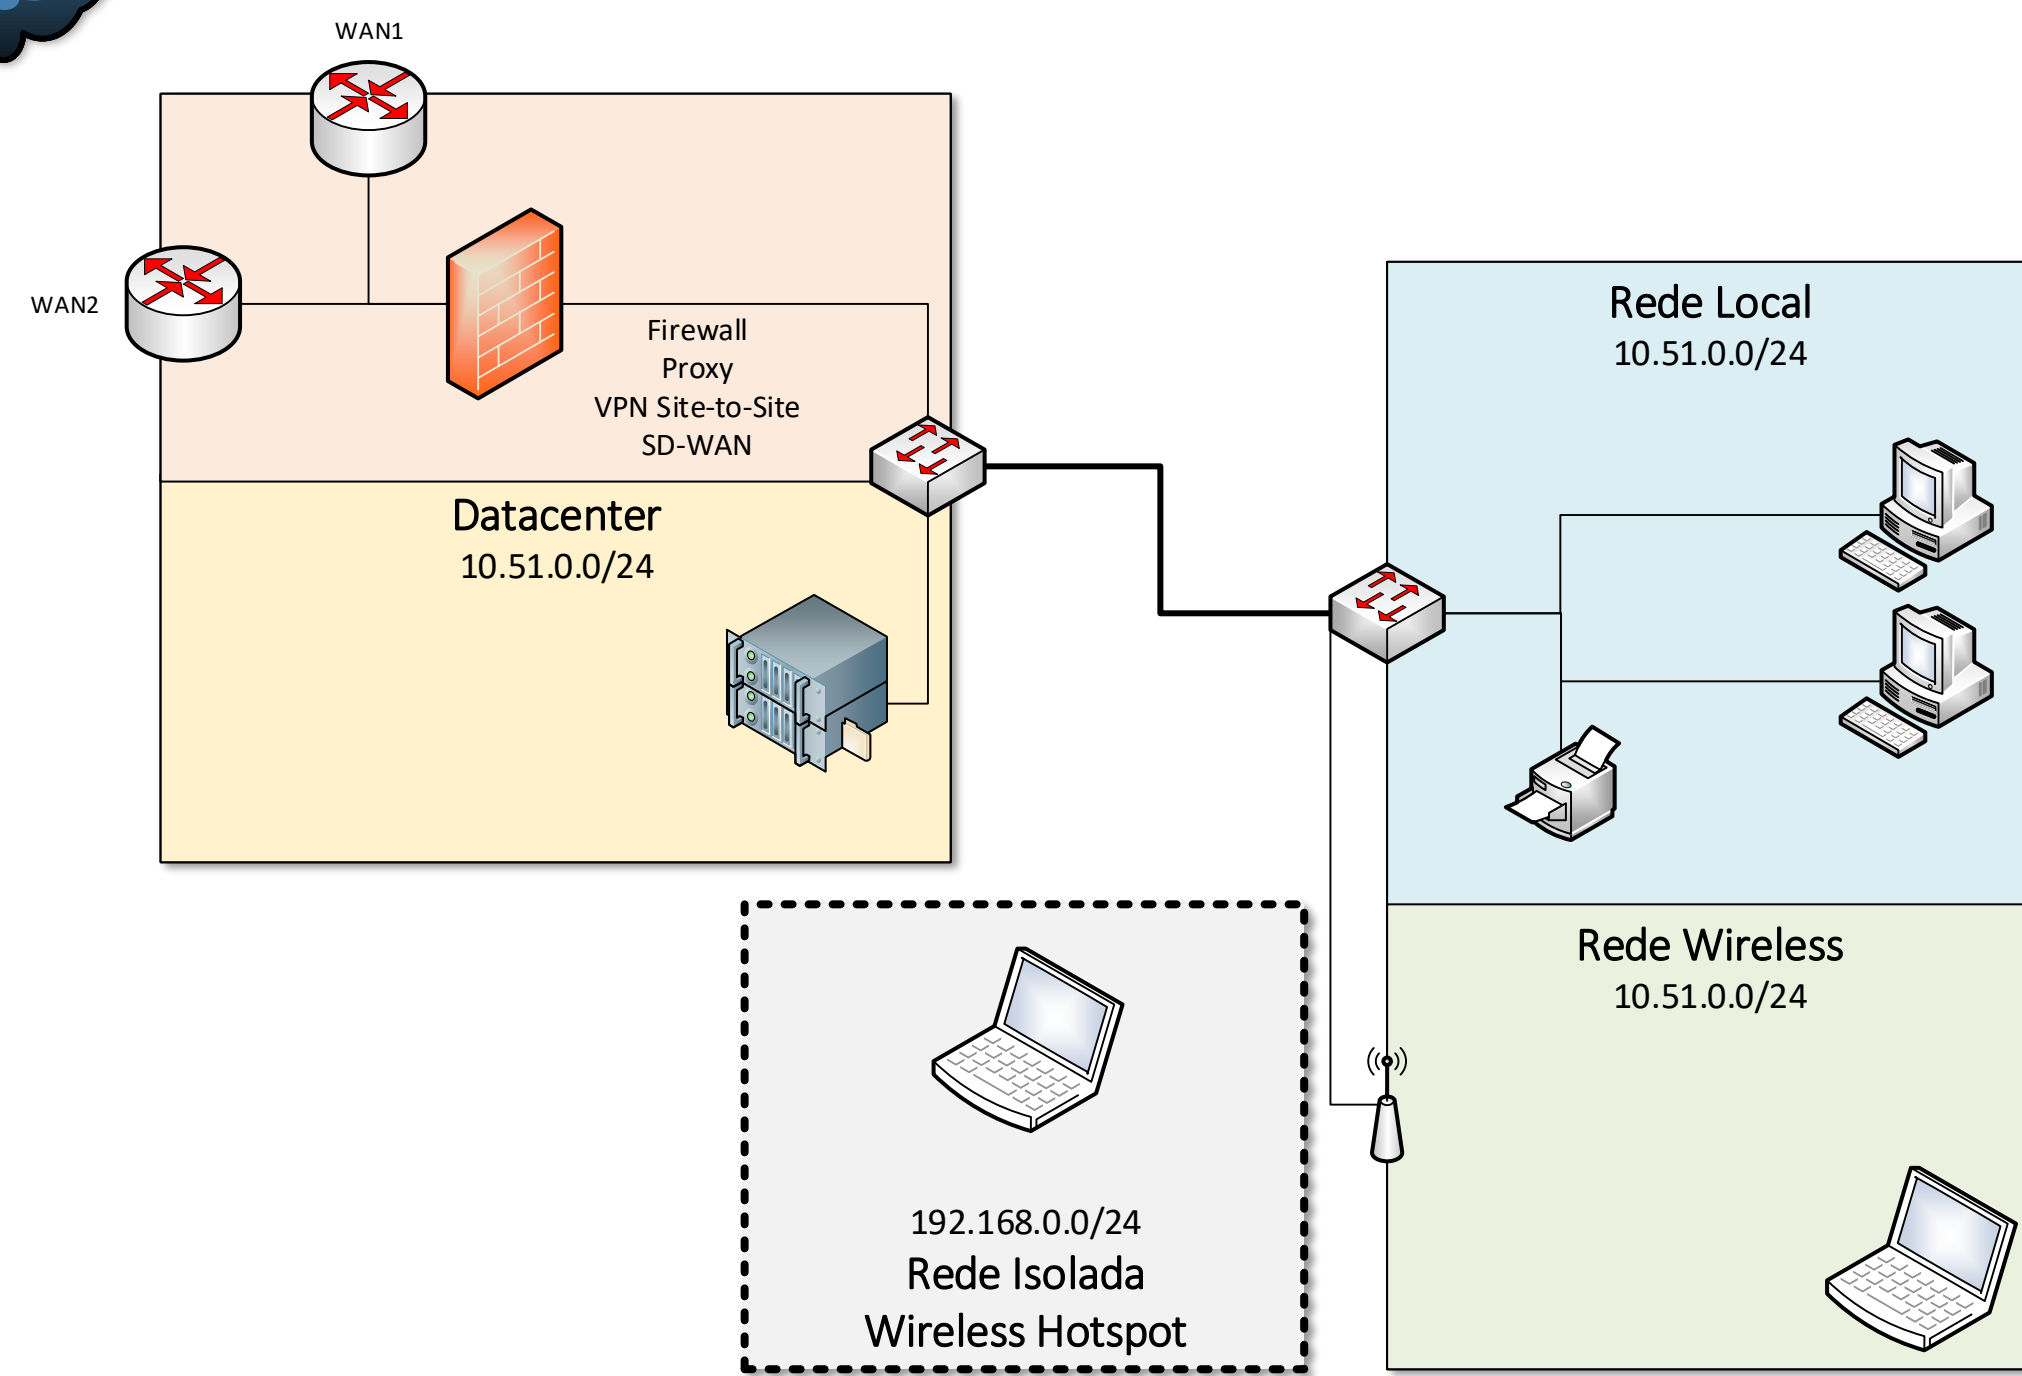 WAN1
WAN2
Firewall
Proxy
VPN Site-to-Site
SD-WAN
Datacenter
10.51.0.0/24
Rede Local
10.51.0.0/24
Rede Wireless
10.51.0.0/24
192.168.0.0/24
Rede Isolada
Wireless Hotspot